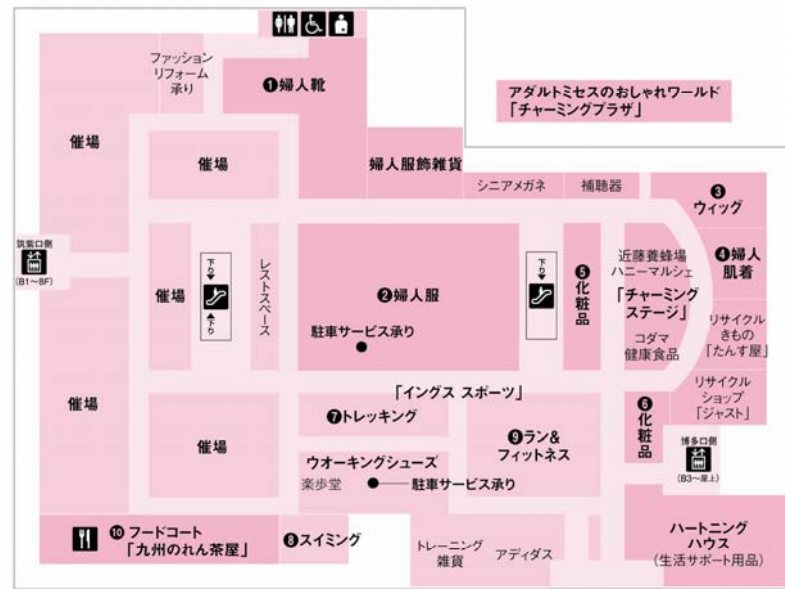 ファッション
リフォーム
承り
❶婦人靴
アダルトミセスのおしゃれワールド
「チャーミングプラザ」
催場
催場
婦人服飾雑貨
シニアメガネ
補聴器
❸
ウィッグ
筑紫口側
(B1〜8F)
催場
下り
下り
レストスペース
❷婦人服
駐車サービス承り
下り
❺化粧品
近藤養蜂場
ハニーマルシェ
「チャーミング
ステージ」
コダマ
健康食品
❹婦人
肌着
リサイクル
きもの
「たんす屋」
リサイクル
ショップ
「ジャスト」
催場
催場
「イングス スポーツ」
❼トレッキング
ウオーキングシューズ
楽歩堂
駐車サービス承り
❾ラン&
フィットネス
❻化粧品
博多口側
(B3〜屋上)
❿フードコート
「九州のれん茶屋」
❽スイミング
トレーニング
雑貨
アディダス
ハートニング
ハウス
(生活サポート用品)